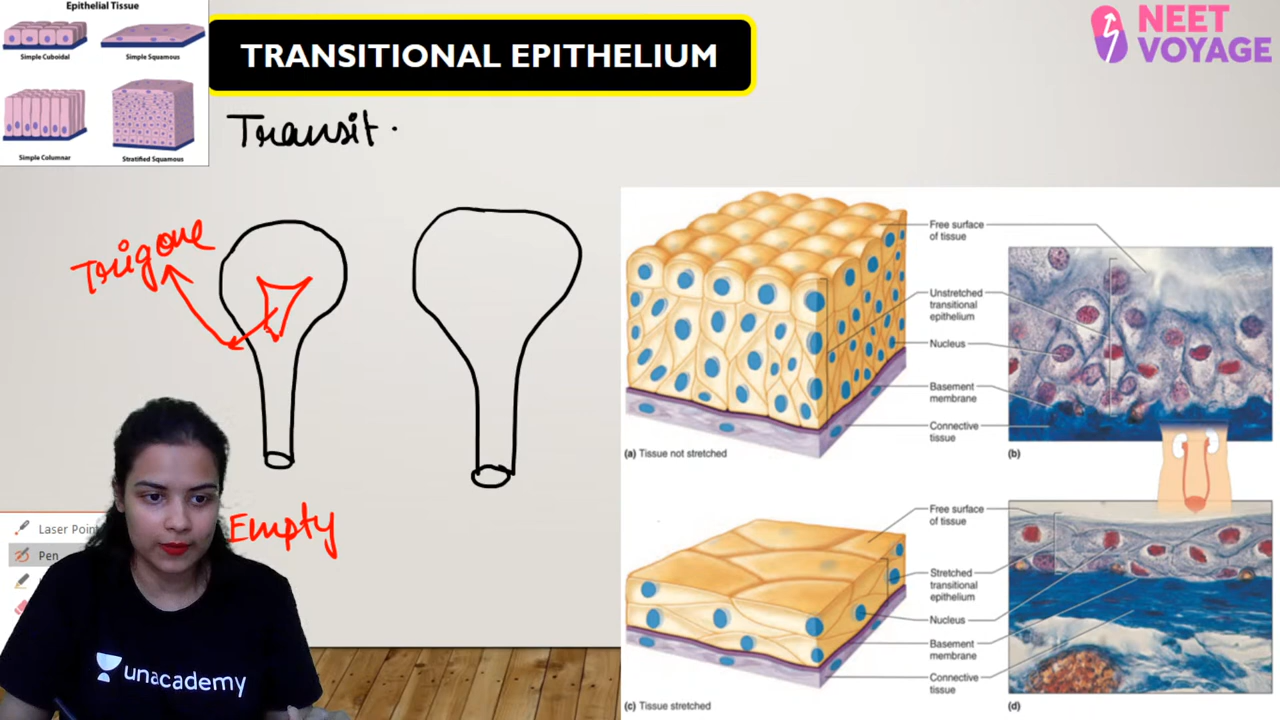 Epithelial Tissue
Simple Cuboidal
Simple Squamous
Simple Columnar
Stratified Squamous
TRANSITIONAL EPITHELIUM
NEET
VOYAGE
Transit
Trigone
Empty
Free surface
of tissue
Unstretched
transitional
epithelium
Nucleus
Basement
membrane
Connective
tissue
(a) Tissue not stretched
(b)
Free surface
of tissue
Stretched
transitional
epithelium
Nucleus
Basement
membrane
Connective
tissue
(c) Tissue stretched
(d)
Laser Point
Pen
unacademy